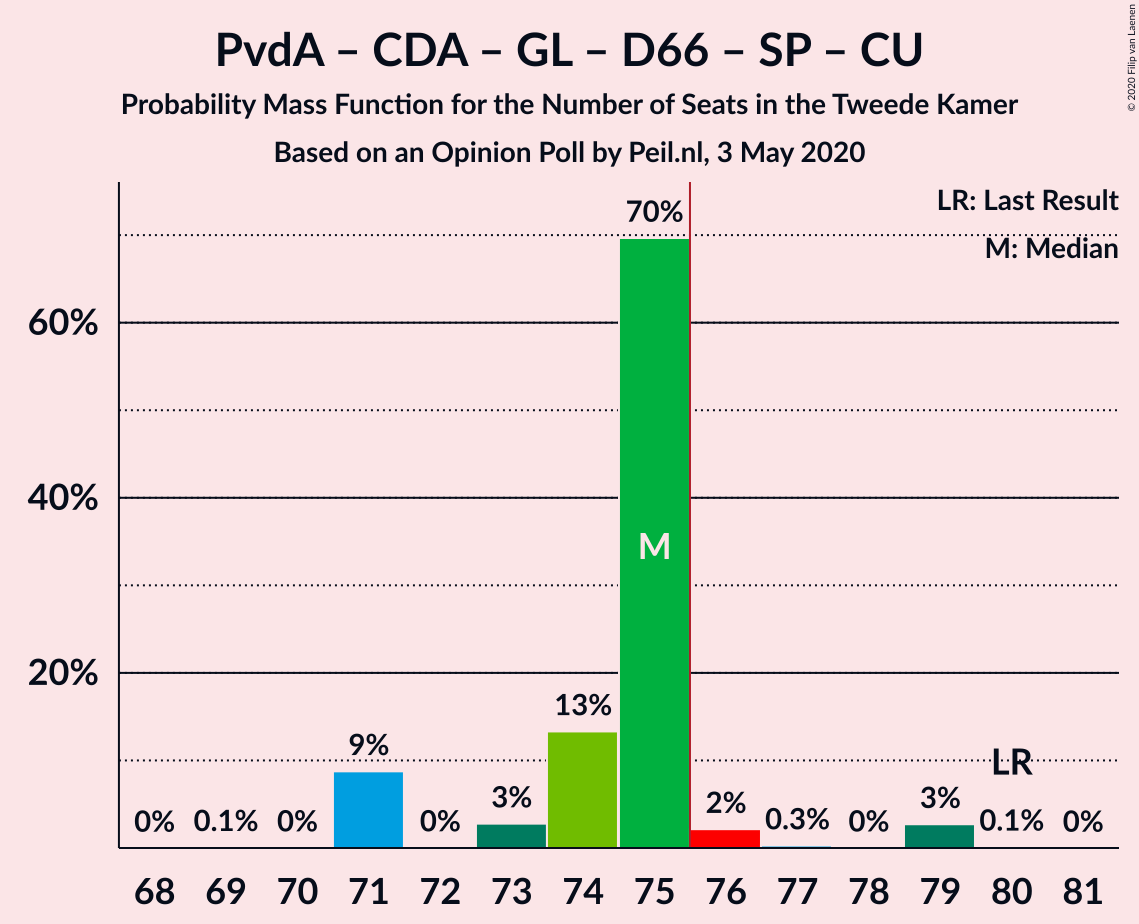 PvdA – CDA – GL – D66 – SP – CU
Probability Mass Function for the Number of Seats in the Tweede Kamer
Based on an Opinion Poll by Peil.nl, 3 May 2020
© 2020 Filip van Laenen
LR: Last Result
M: Median
60%
40%
20%
0%
0.1%
0%
9%
0%
3%
13%
70%
M
2%
0.3%
0%
3%
LR
0.1%
0%
68 69 70 71 72 73 74 75 76 77 78 79 80 81